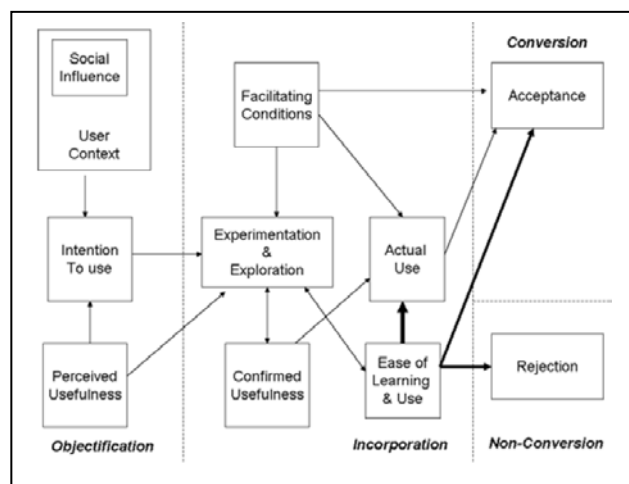 Social
Influence
User
Context
Intention
To use
Perceived
Usefulness
Objectification
Facilitating
Conditions
Experimentation
&
Exploration
Confirmed
Usefulness
Actual
Use
Ease of
Learning
& Use
Incorporation
Conversion
Acceptance
Rejection
Non-Conversion